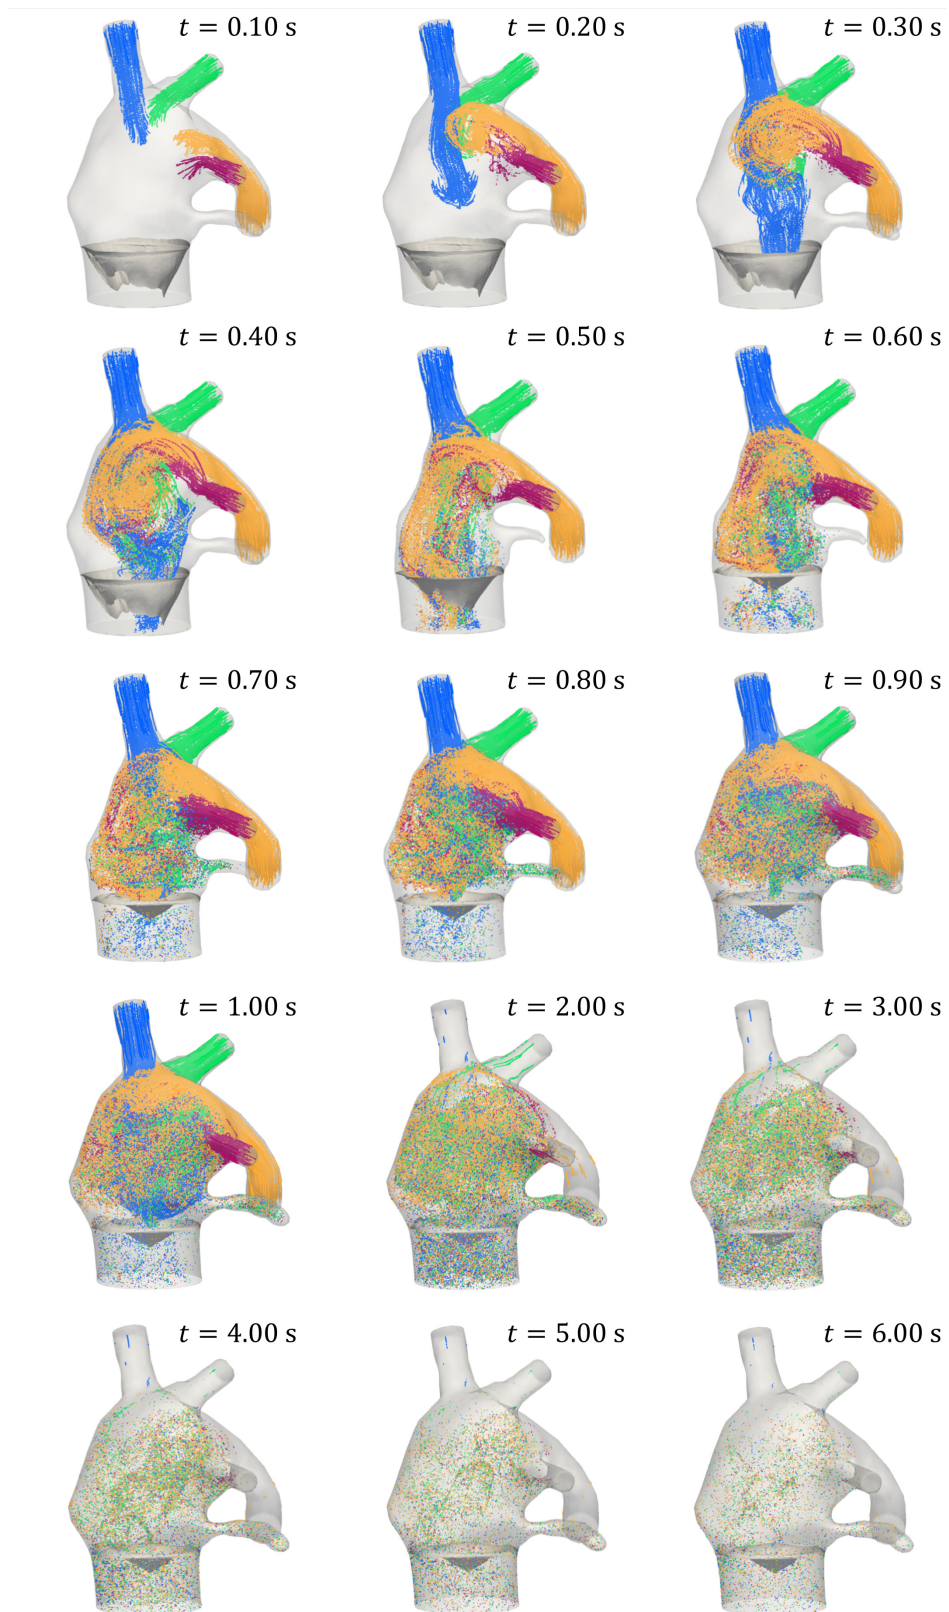 t = 0.10 s
t = 0.20 s
t = 0.30 s
t = 0.40 s
t = 0.50 s
t = 0.60 s
t = 0.70 s
t = 0.80 s
t = 0.90 s
t = 1.00 s
t = 2.00 s
t = 3.00 s
t = 4.00 s
t = 5.00 s
t = 6.00 s